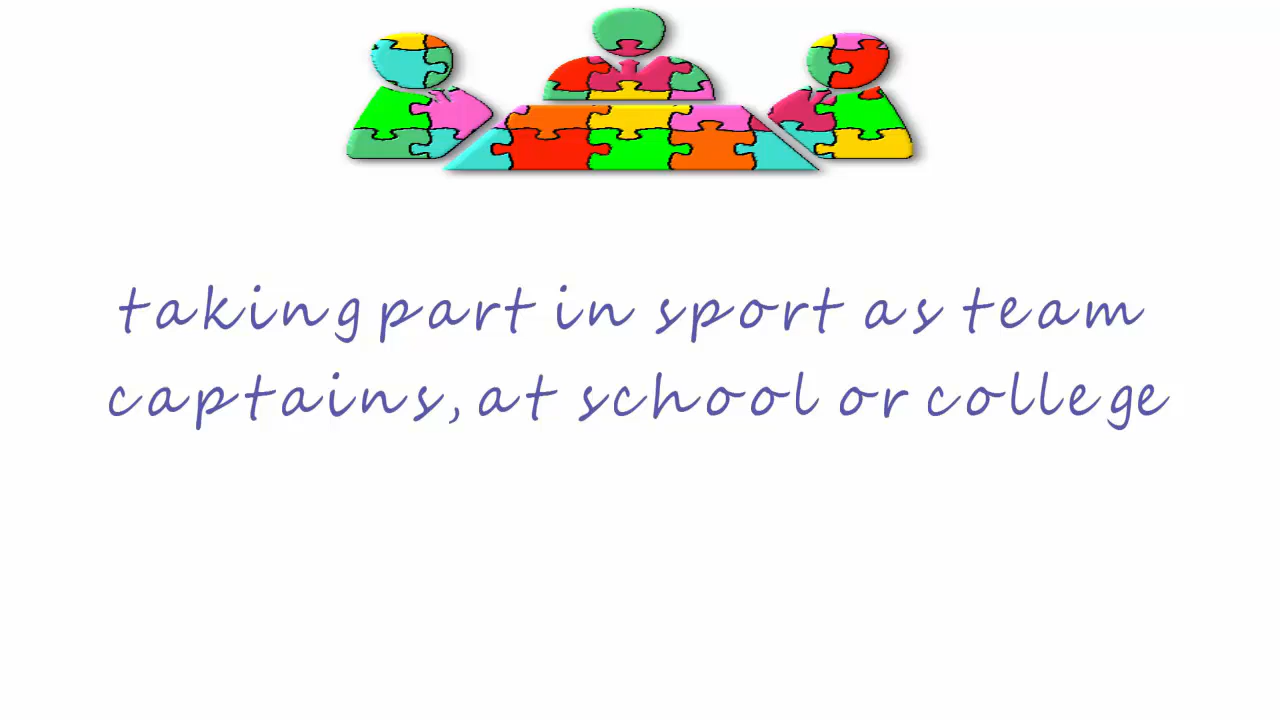 taking part in sport as team
captains, at school or college